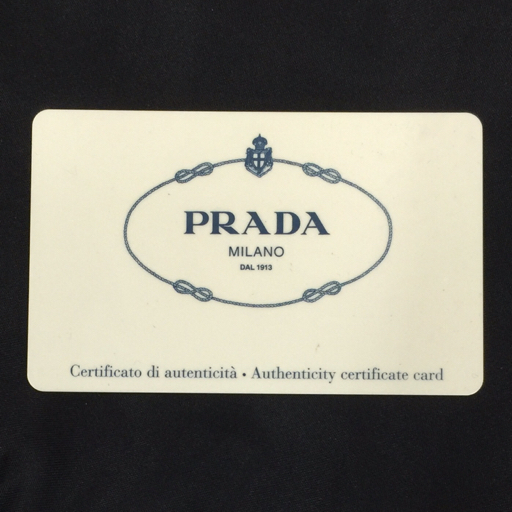 PRADA
MILANO
DAL 1913
Certificato di autenticità • Authenticity certificate card